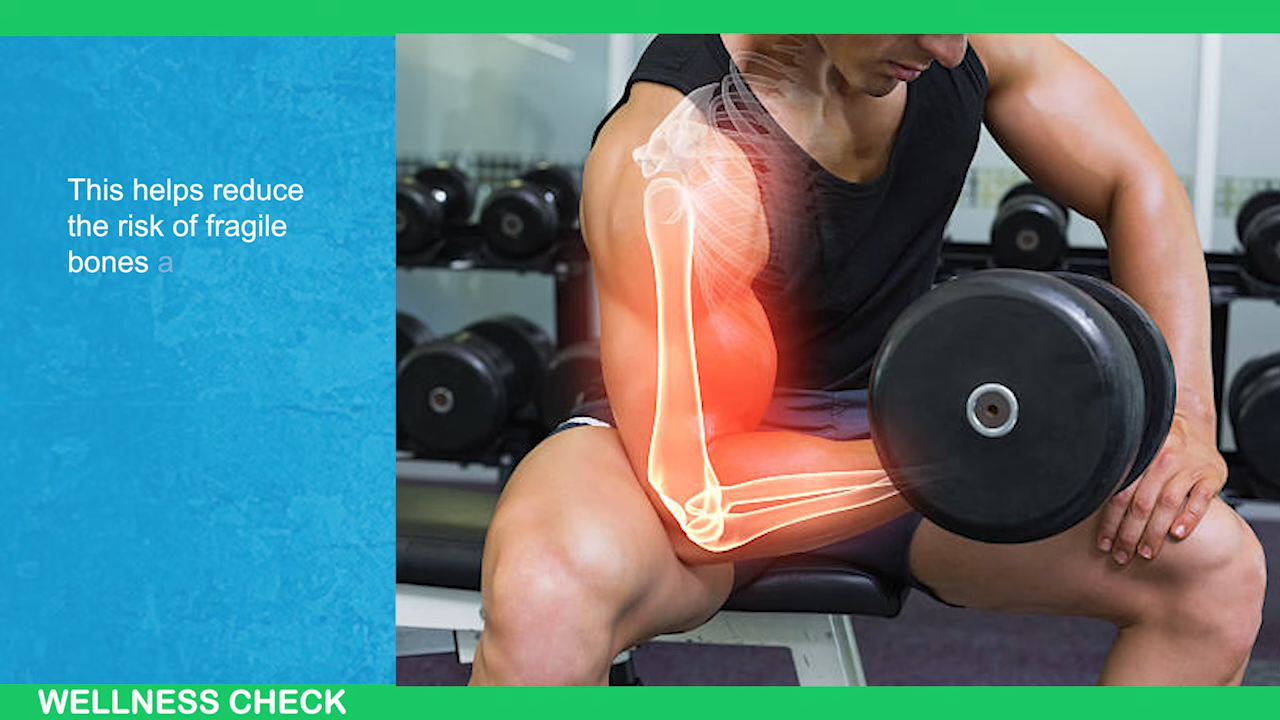 This helps reduce
the risk of fragile
bones a
WELLNESS CHECK